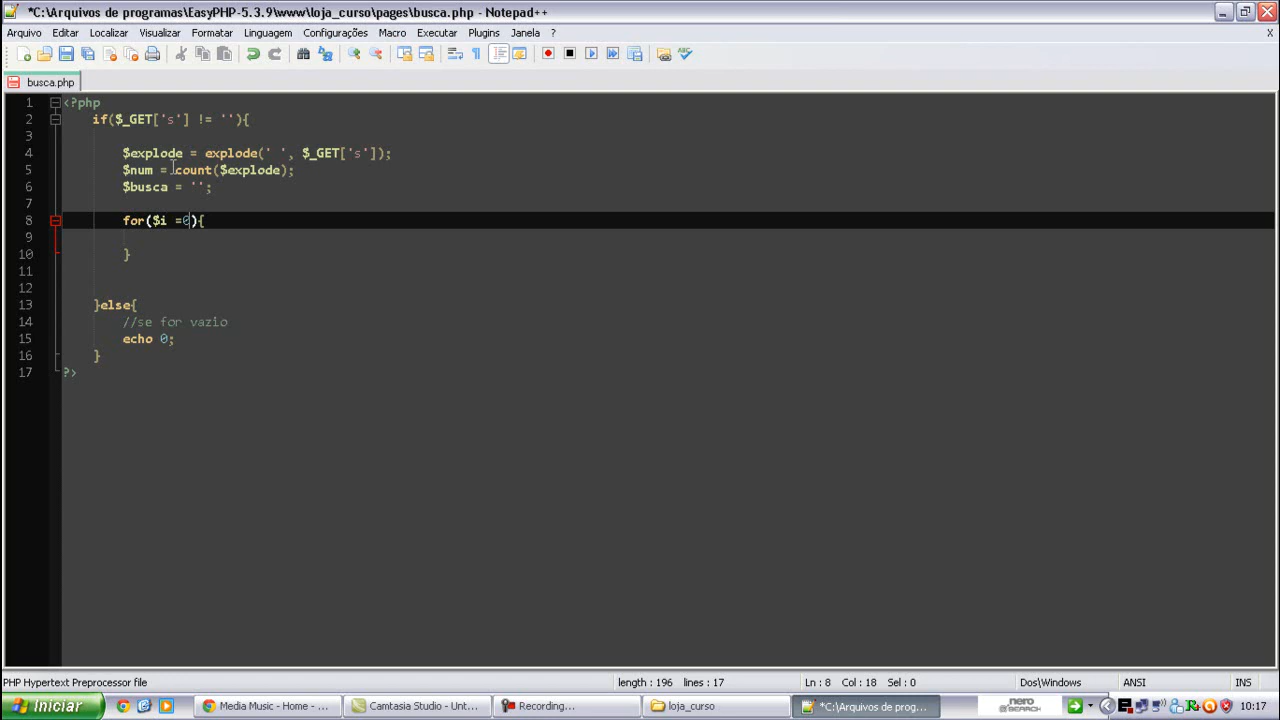 *C:\Arquivos de programas\EasyPHP-5.3.9\www\loja_curso\pages\busca.php - Notepad++
Arquivo Editar Localizar Visualizar Formatar Linguagem Configurações Macro Executar Plugins Janela ? X
busca.php
1 <?php
2 if($_GET['s'] != ''){
3
4 $explode = explode(' ', $_GET['s']);
5 $num = count($explode);
6 $busca = '';
7
8 for($i =0){
9
10 }
11
12
13 }else{
14 //se for vazio
15 echo 0;
16 }
17 ?>
PHP Hypertext Preprocessor file length : 196 lines : 17 Ln : 8 Col : 18 Sel : 0 Dos\Windows ANSI INS
Iniciar Media Music - Home -... Camtasia Studio - Unt... Recording... loja_curso *C:\Arquivos de prog... nero SEARCH 10:17